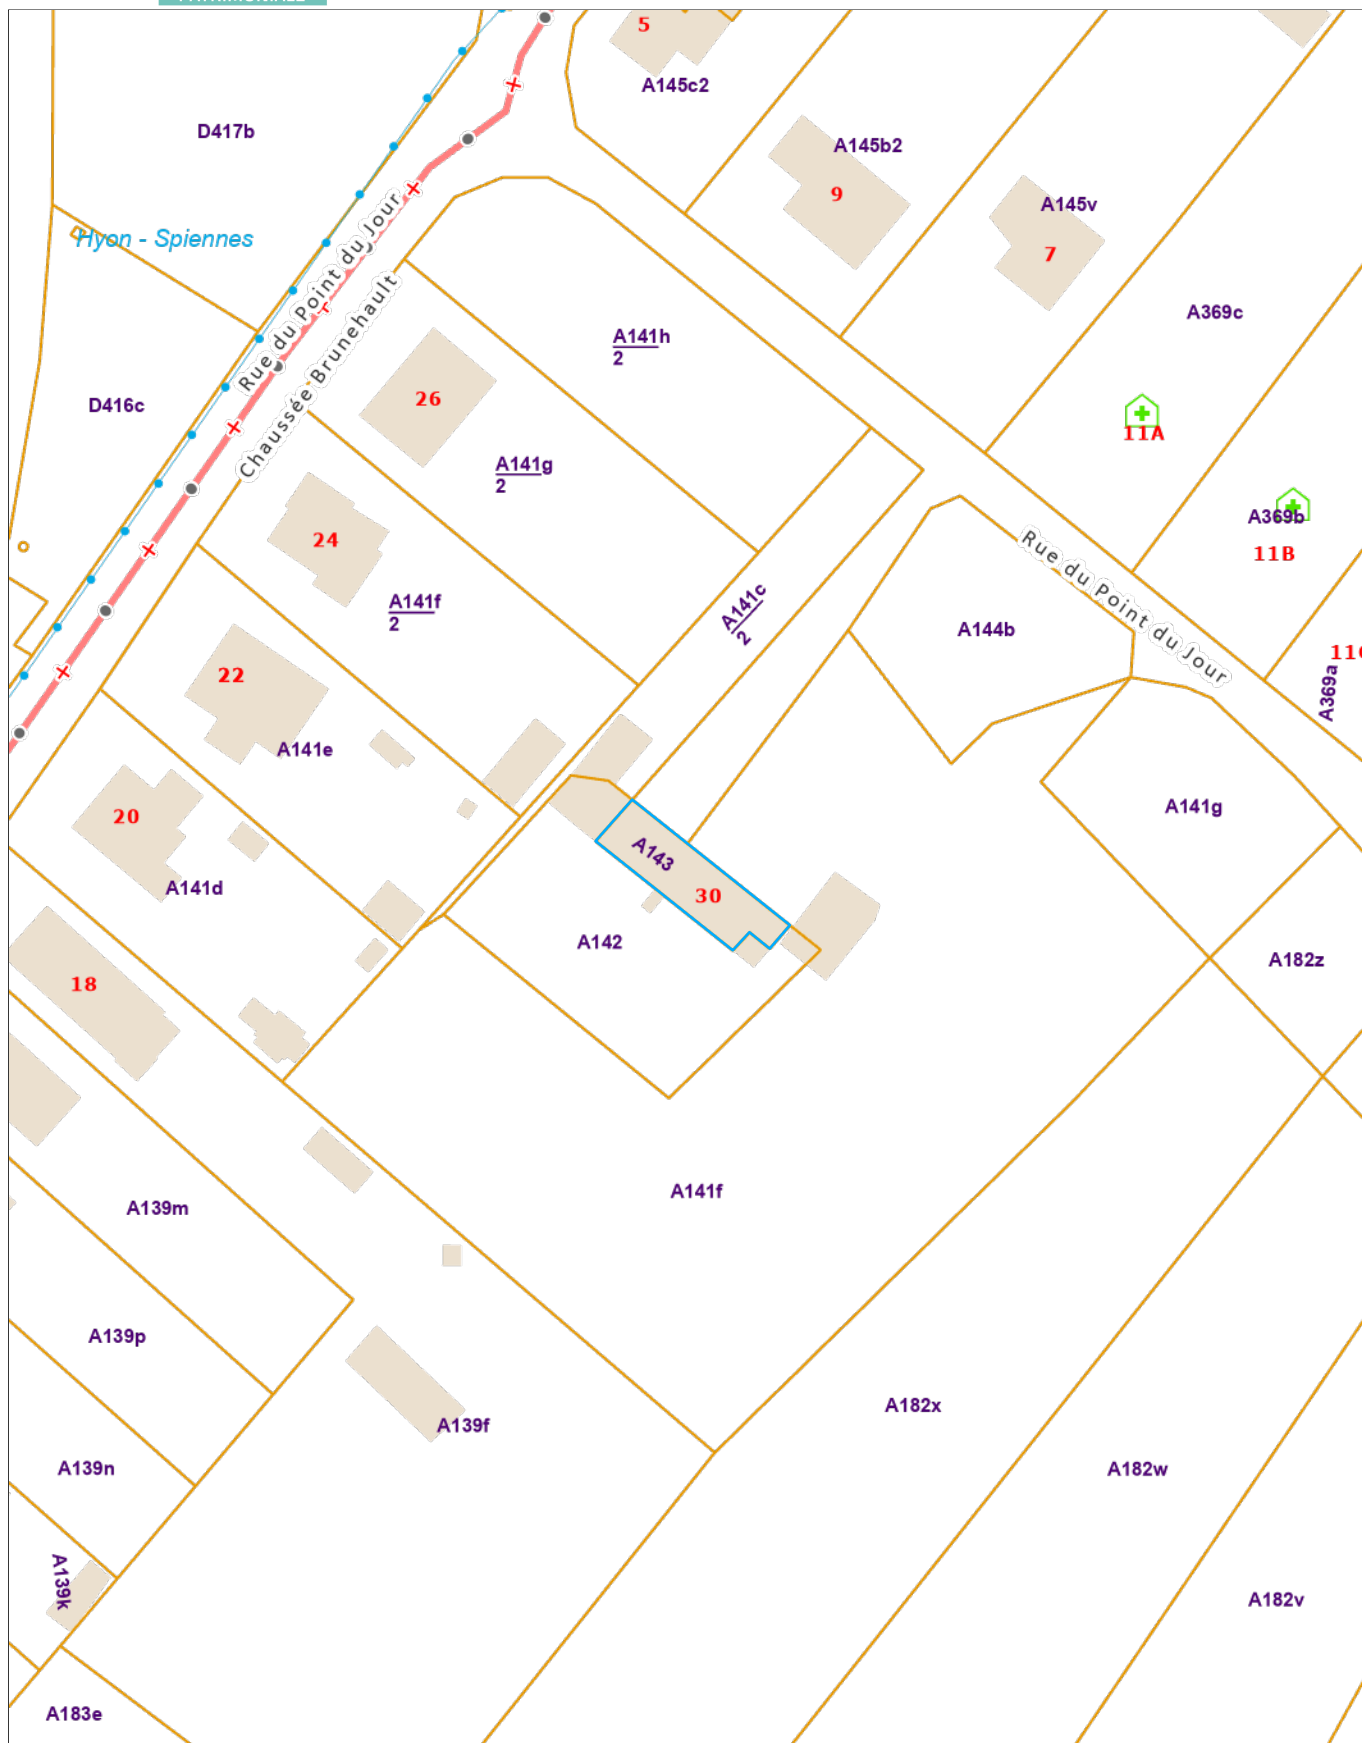 5
A145c2
D417b
A145b2
9
A145v
7
Hyon - Spiennes
Rue du Point du Jour
Chaussée Brunehault
A369c
A141h
2
26
D416c
11A
A141g
2
A369b
11B
24
A141f
2
A141c
2
Rue du Point du Jour
A144b
A369a
22
A141e
20
A141g
A143
30
A141d
A142
A182z
18
A141f
A139m
A139p
A182x
A139f
A139n
A182w
A139k
A182v
A183e